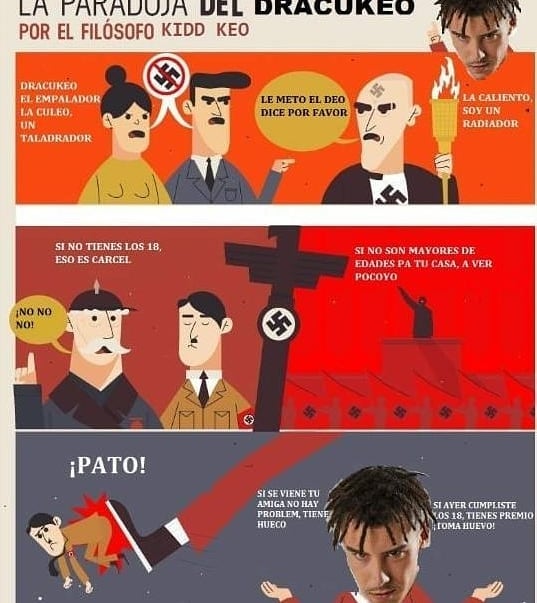 LA PARADOJA DEL DRACUKEO
POR EL FILÓSOFO KIDD KEO
DRACUKEO
EL EMPALADOR
LA CULEO,
UN
TALADRADOR
LE METO EL DEO
DICE POR FAVOR
LA CALIENTO,
SOY UN
RADIADOR
SI NO TIENES LOS 18,
ESO ES CARCEL
¡NO NO
NO!
SI NO SON MAYORES DE
EDADES PA TU CASA, A VER
POCOYO
¡PATO!
SI SE VIENE TU
AMIGA NO HAY
PROBLEM, TIENE
HUECO
SI AYER CUMPLISTE
LOS 18, TIENES PREMIO
¡TOMA HUEVO!